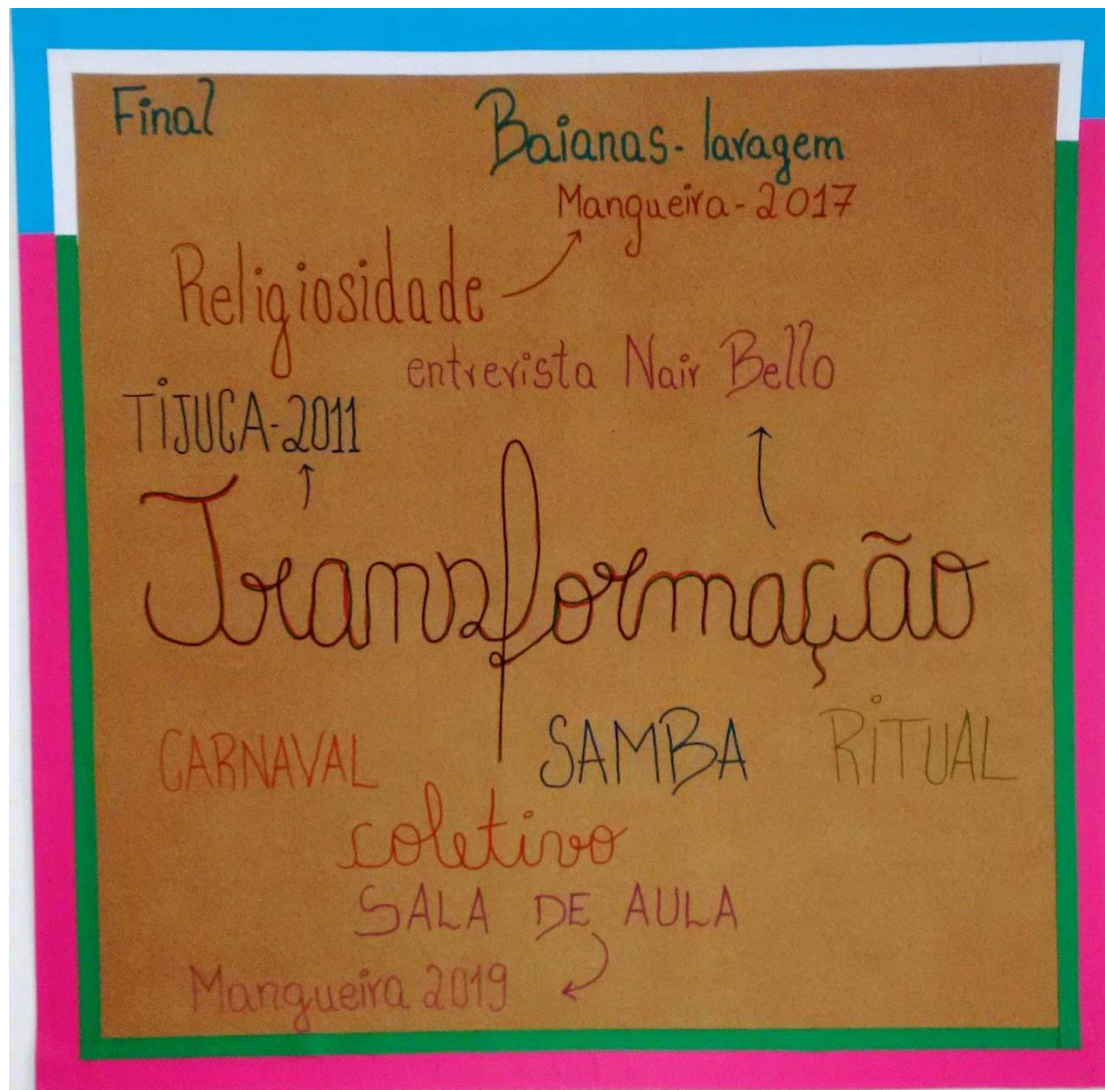 Final
Baianas-lavagem
Mangueira-2017
Religiosidade
entrevista Nair Bello
TiJUCA-2011
Transformação
CARNAVAL
SAMBA
RiTUAL
coletivo
SALA DE AULA
Mangueira 2019